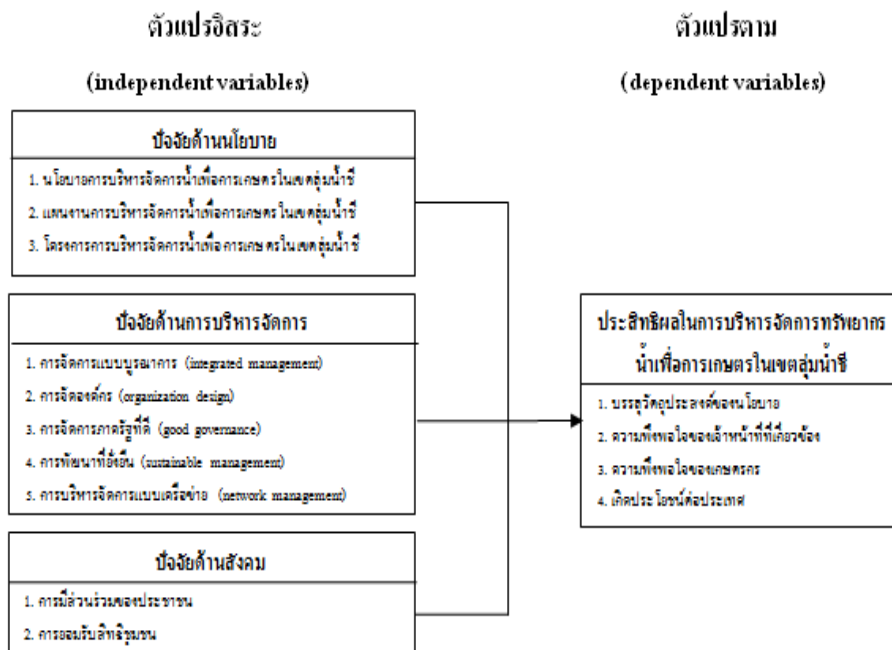 ตัวแปรอิสระ
(independent variables)
ตัวแปรตาม
(dependent variables)
ปัจจัยด้านนโยบาย
1. นโยบายการบริหารจัดการน้ำเพื่อการเกษตรในเขตลุ่มน้ำชี
2. แผนงานการบริหารจัดการน้ำเพื่อการเกษตรในเขตลุ่มน้ำชี
3. โครงการการบริหารจัดการน้ำเพื่อการเกษตรในเขตลุ่มน้ำชี
ปัจจัยด้านการบริหารจัดการ
1. การจัดการแบบบูรณาการ (integrated management)
2. การจัดองค์กร (organization design)
3. การจัดการภาครัฐที่ดี (good governance)
4. การพัฒนาที่ยั่งยืน (sustainable management)
5. การบริหารจัดการแบบเครือข่าย (network management)
ปัจจัยด้านสังคม
1. การมีส่วนร่วมของประชาชน
2. การยอมรับสิทธิชุมชน
ประสิทธิผลในการบริหารจัดการทรัพยากร
น้ำเพื่อการเกษตรในเขตลุ่มน้ำชี
1. บรรลุวัตถุประสงค์ของนโยบาย
2. ความพึงพอใจของเจ้าหน้าที่ที่เกี่ยวข้อง
3. ความพึงพอใจของเกษตรกร
4. เกิดประโยชน์ต่อประเทศ